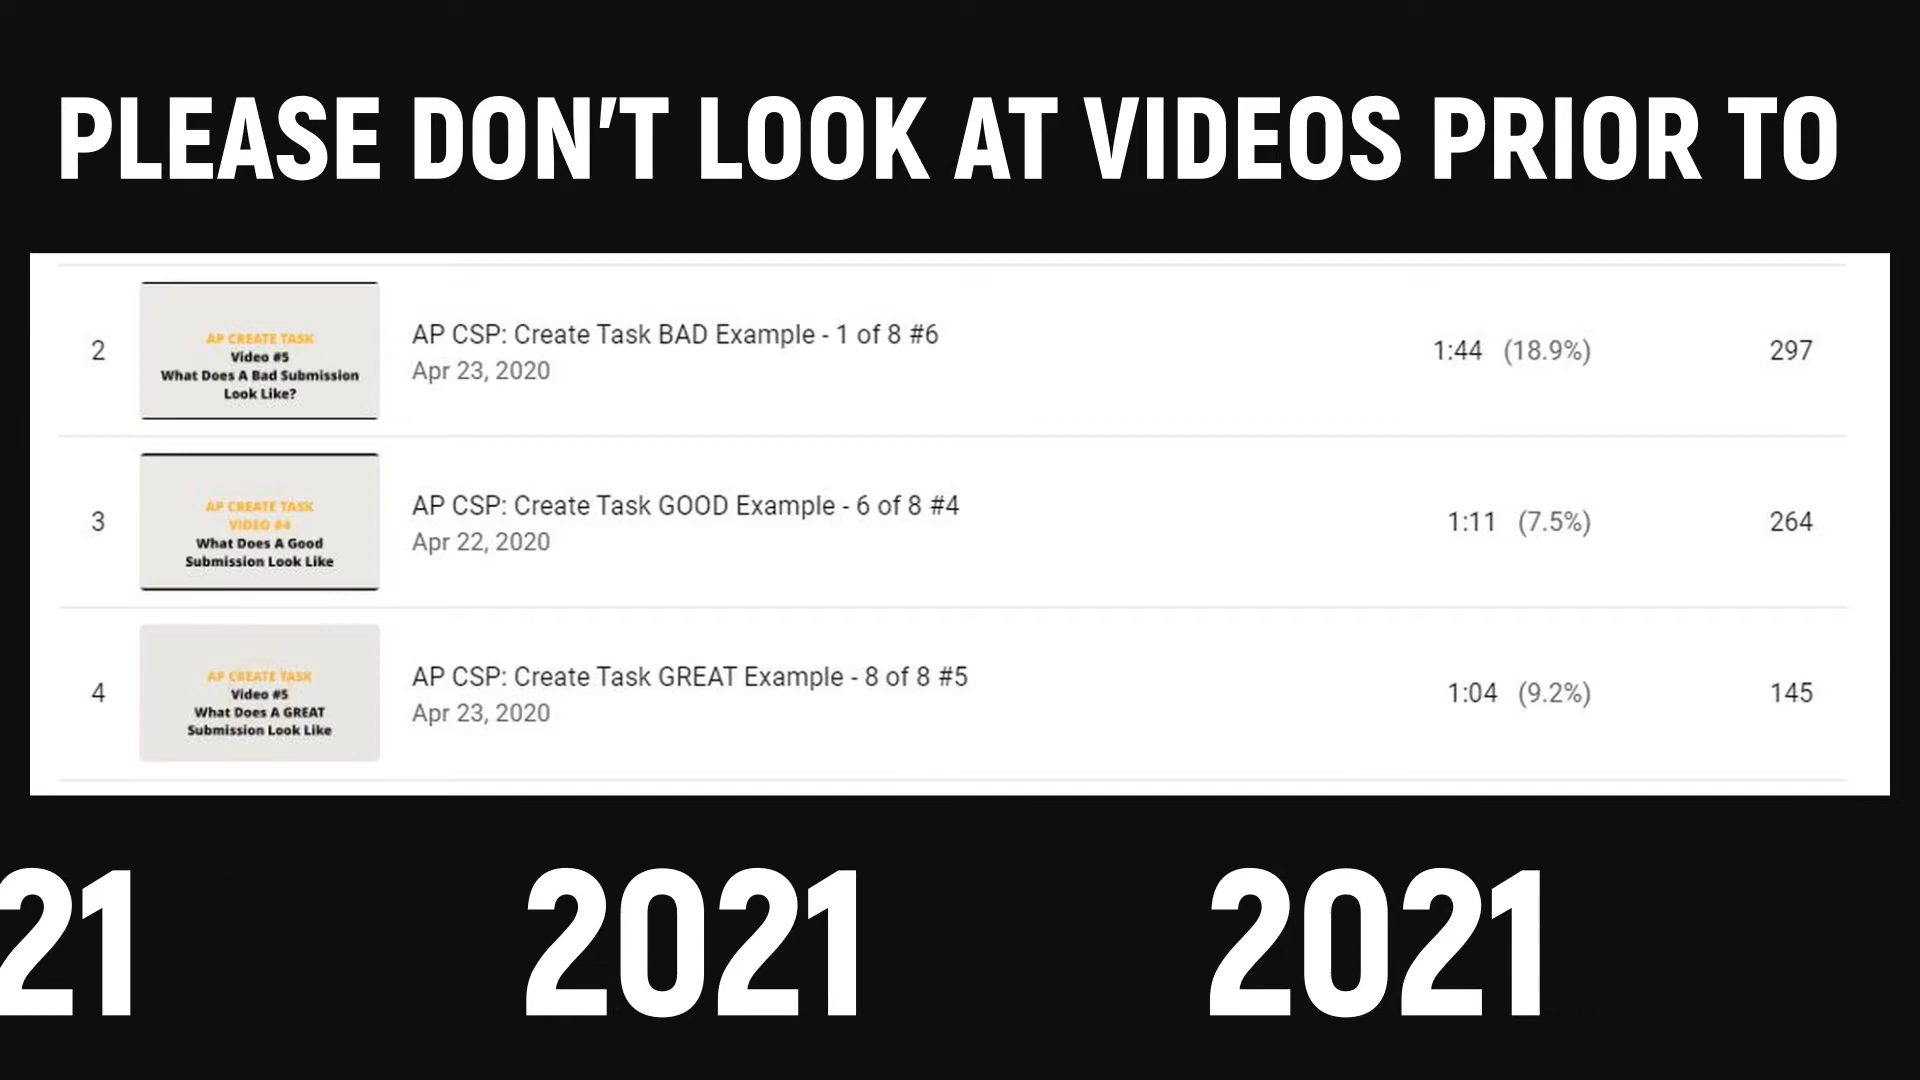 PLEASE DON'T LOOK AT VIDEOS PRIOR TO
2
AP CREATE TASK
Video #5
What Does A Bad Submission
Look Like?
AP CSP: Create Task BAD Example - 1 of 8 #6
Apr 23, 2020
1:44 (18.9%)
297
3
AP CREATE TASK
VIDEO #4
What Does A Good
Submission Look Like
AP CSP: Create Task GOOD Example - 6 of 8 #4
Apr 22, 2020
1:11 (7.5%)
264
4
AP CREATE TASK
Video #5
What Does A GREAT
Submission Look Like
AP CSP: Create Task GREAT Example - 8 of 8 #5
Apr 23, 2020
1:04 (9.2%)
145
21 2021 2021